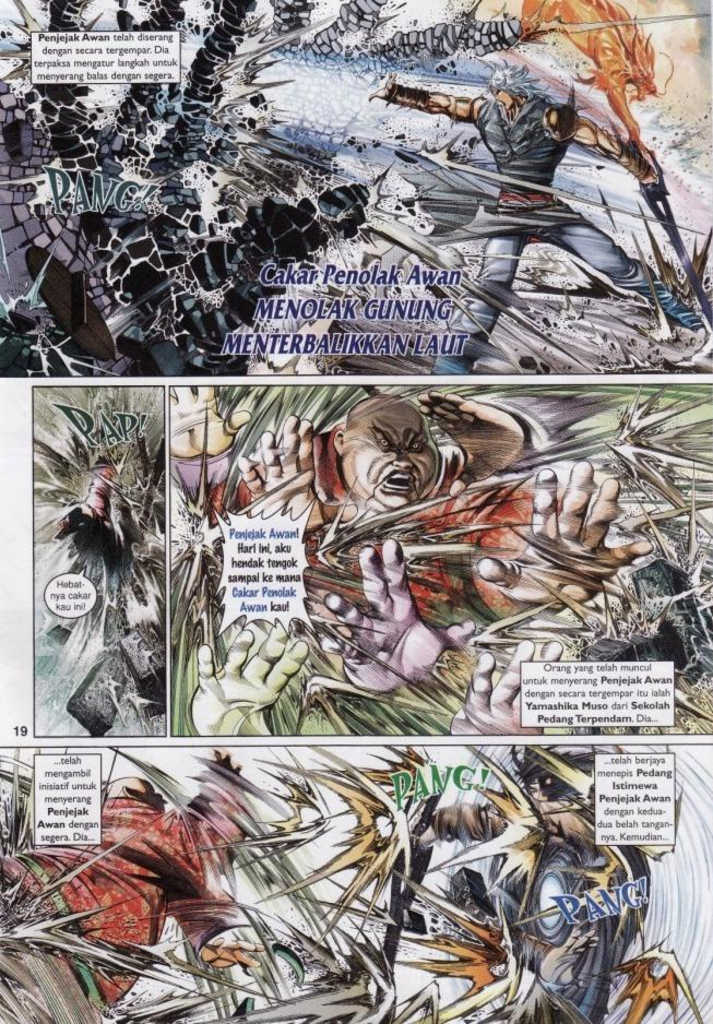 Penjejak Awan telah diserang
dengan secara tergempar. Dia
terpaksa mengatur langkah untuk
menyerang balas dengan segera.
PANG!
Cakar Penolak Awan
MENOLAK GUNUNG
MENTERBALIKKAN LAUT
PAP!
Hebat-
nya cakar
kau ini!
Penjejak Awan!
Hari ini, aku
hendak tengok
sampai ke mana
Cakar Penolak
Awan kau!
Orang yang telah muncul
untuk menyerang Penjejak Awan
dengan secara tergempar itu ialah
Yamashika Muso dari Sekolah
Pedang Terpendam. Dia...
19
...telah
mengambil
inisiatif untuk
menyerang
Penjejak
Awan dengan
segera. Dia...
PANG!
...telah berjaya
menepis Pedang
Istimewa
Penjejak Awan
dengan kedua-
dua belah tangan-
nya. Kemudian...
PANG!